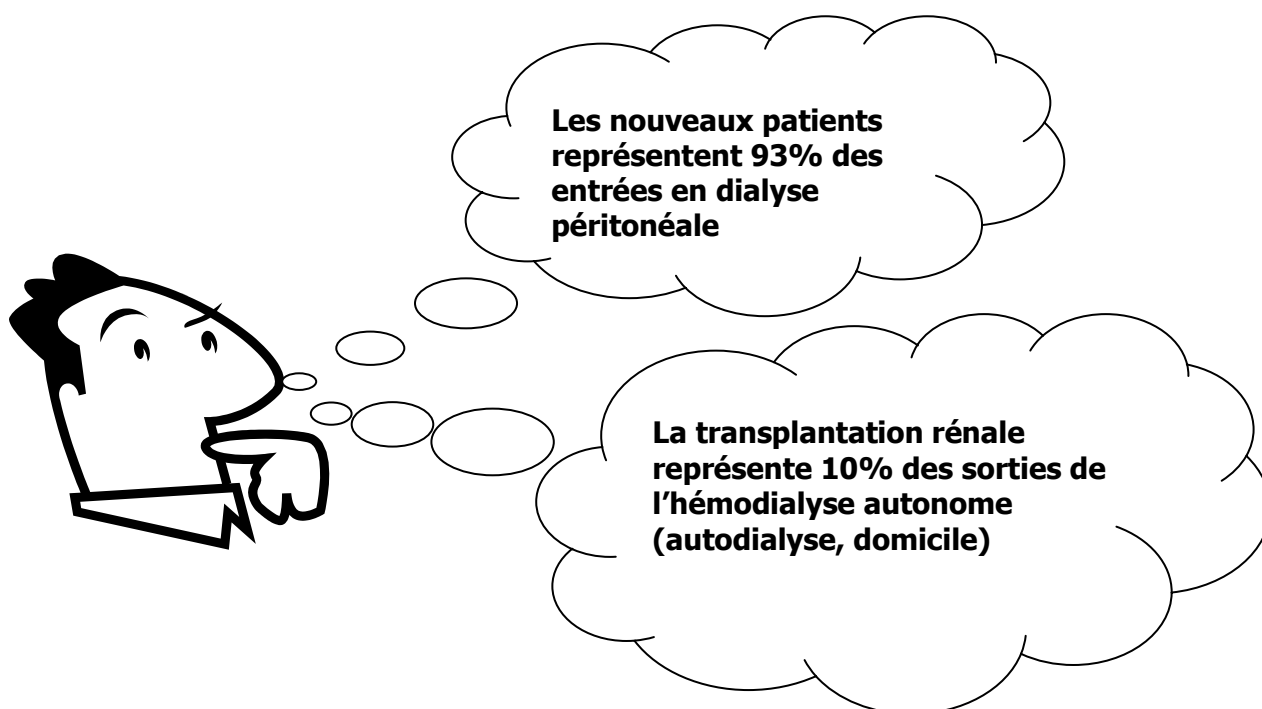 Les nouveaux patients
représentent 93% des
entrées en dialyse
péritonéale
La transplantation rénale
représente 10% des sorties de
l’hémodialyse autonome
(autodialyse, domicile)